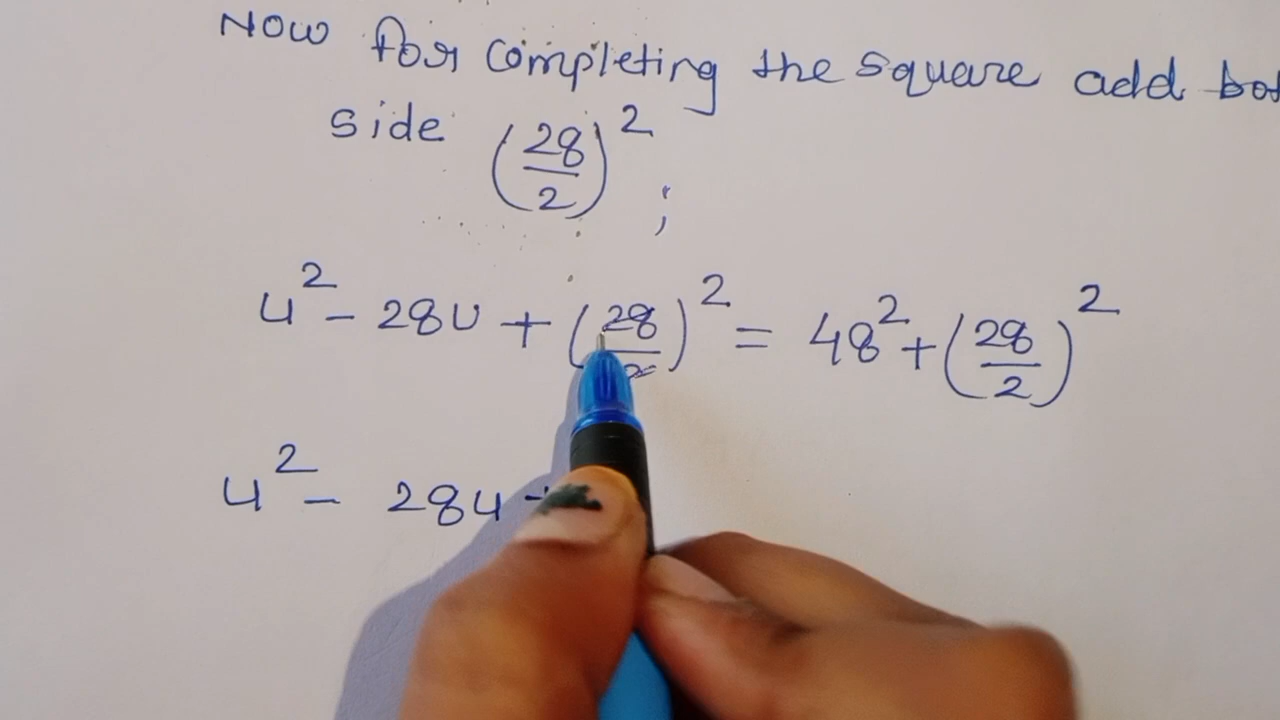 Now for completing the square add bot
side (28/2)²;
u² - 28u + (28/2)² = 48² + (28/2)²
u² - 28u +